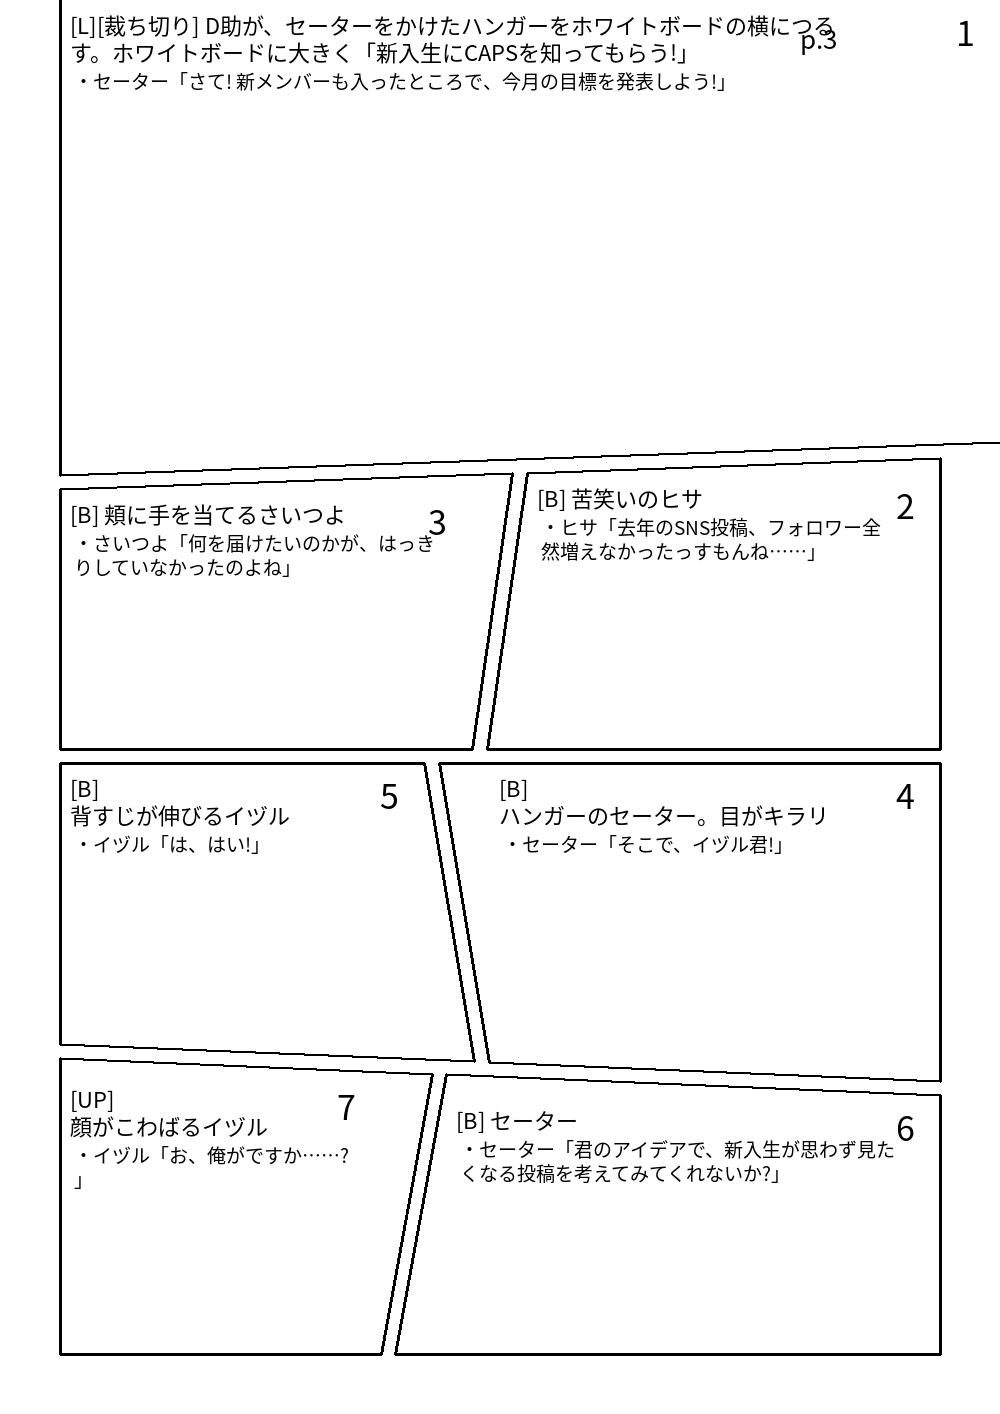 [L][裁ち切り] D助が、セーターをかけたハンガーをホワイトボードの横につる
す。ホワイトボードに大きく「新入生にCAPSを知ってもらう!」
・セーター「さて! 新メンバーも入ったところで、今月の目標を発表しよう!」
p.3
1
[B] 苦笑いのヒサ
2
・ヒサ「去年のSNS投稿、フォロワー全
然増えなかったっすもんね……」
[B] 頬に手を当てるさいつよ
3
・さいつよ「何を届けたいのかが、はっき
りしていなかったのよね」
[B]
4
ハンガーのセーター。目がキラリ
・セーター「そこで、イヅル君!」
[B]
5
背すじが伸びるイヅル
・イヅル「は、はい!」
[B] セーター
6
・セーター「君のアイデアで、新入生が思わず見た
くなる投稿を考えてみてくれないか?」
[UP]
7
顔がこわばるイヅル
・イヅル「お、俺がですか……?
」